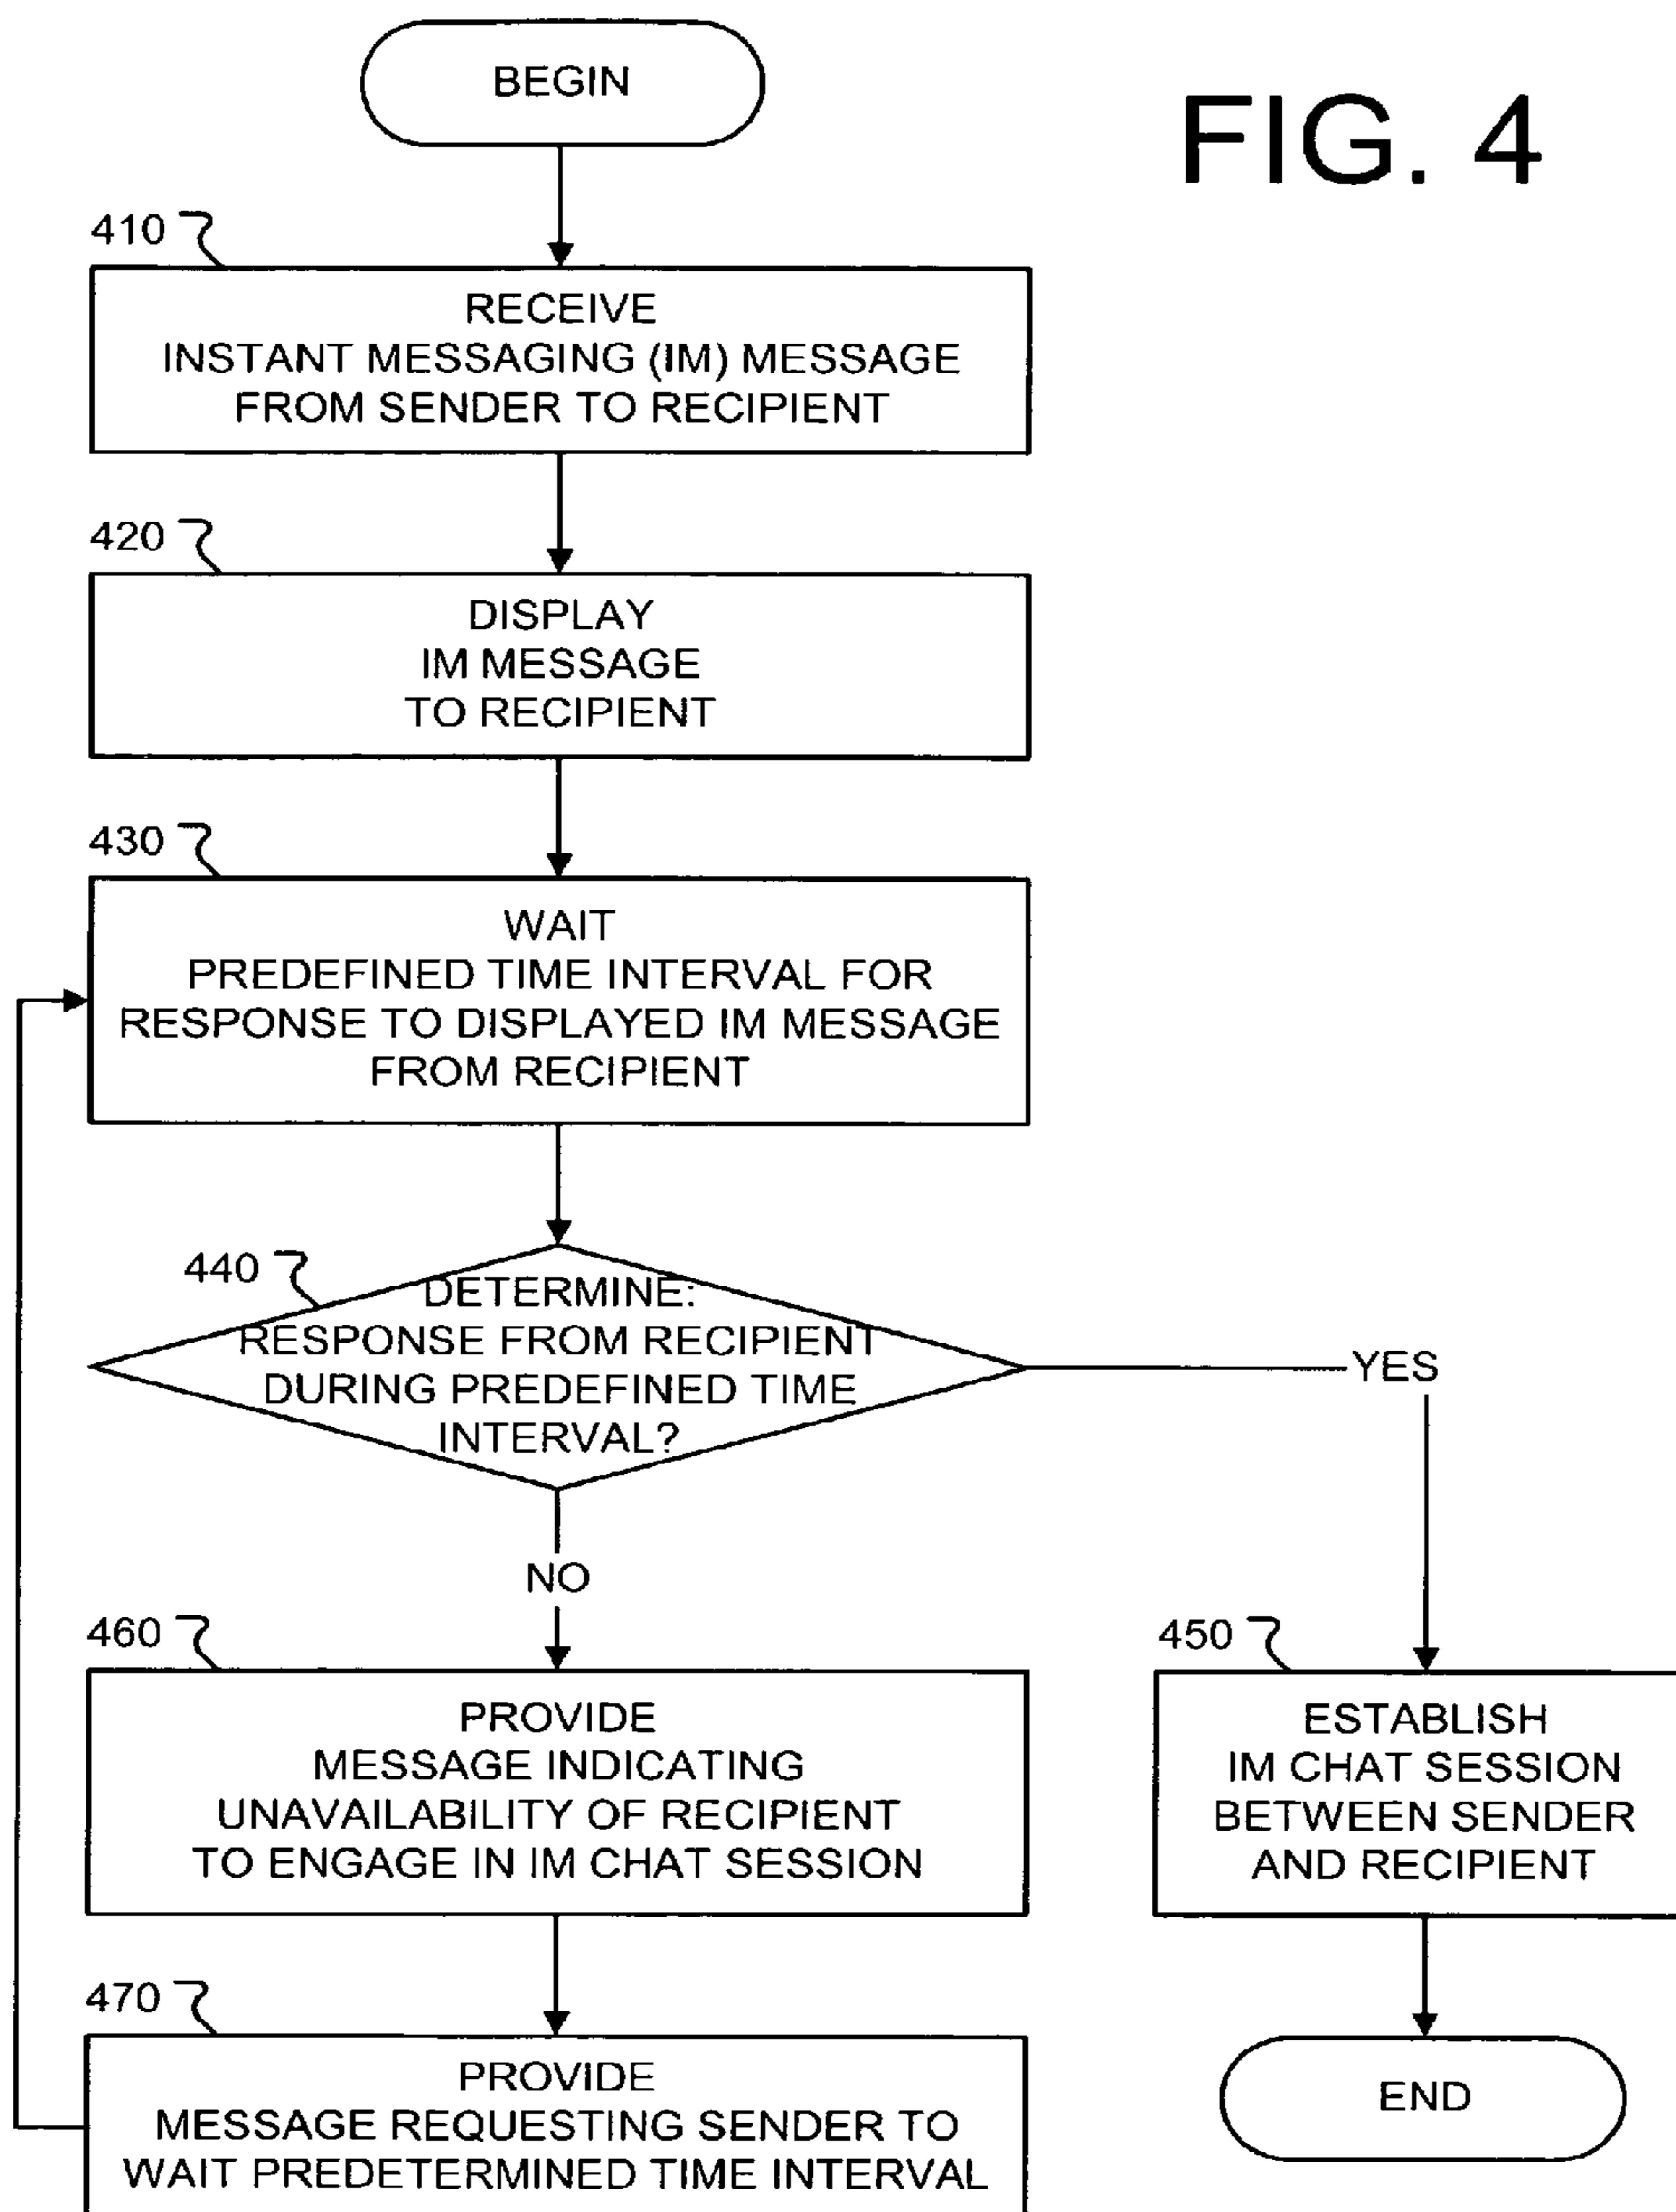 BEGIN
FIG. 4
410
RECEIVE
INSTANT MESSAGING (IM) MESSAGE
FROM SENDER TO RECIPIENT
420
DISPLAY
IM MESSAGE
TO RECIPIENT
430
WAIT
PREDEFINED TIME INTERVAL FOR
RESPONSE TO DISPLAYED IM MESSAGE
FROM RECIPIENT
440
DETERMINE:
RESPONSE FROM RECIPIENT
DURING PREDEFINED TIME
INTERVAL?
YES
NO
460
PROVIDE
MESSAGE INDICATING
UNAVAILABILITY OF RECIPIENT
TO ENGAGE IN IM CHAT SESSION
450
ESTABLISH
IM CHAT SESSION
BETWEEN SENDER
AND RECIPIENT
470
PROVIDE
MESSAGE REQUESTING SENDER TO
WAIT PREDETERMINED TIME INTERVAL
END